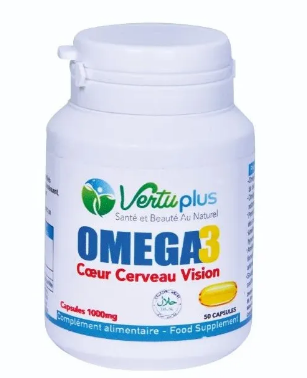 Vertuplus
Santé et Beauté Au Naturel
OMEGA3
Cœur Cerveau Vision
Capsules 1000mg
50 CAPSULES
Complément alimentaire - Food Supplement